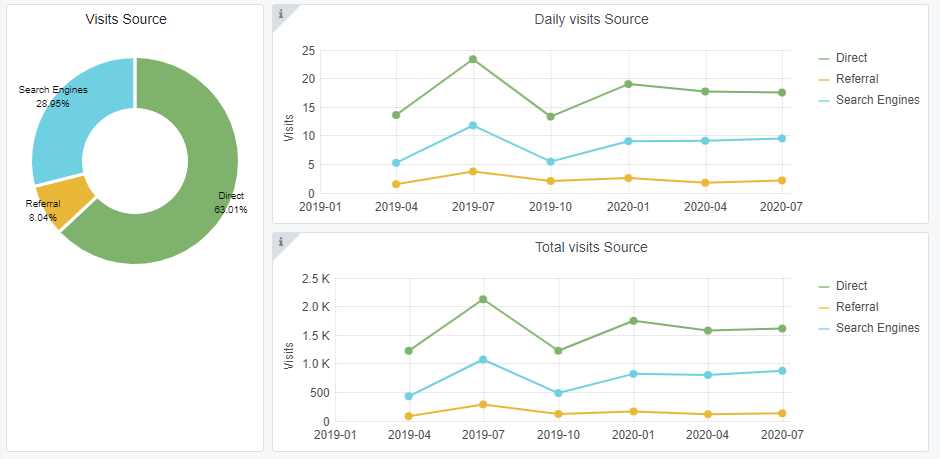 Visits Source
Search Engines
28.95%
Referral
8.04%
Direct
63.01%
i
Daily visits Source
Visits
25
20
15
10
5
0
2019-01 2019-04 2019-07 2019-10 2020-01 2020-04 2020-07
Direct
Referral
Search Engines
i
Total visits Source
Visits
2.5 K
2.0 K
1.5 K
1.0 K
500
0
2019-01 2019-04 2019-07 2019-10 2020-01 2020-04 2020-07
Direct
Referral
Search Engines